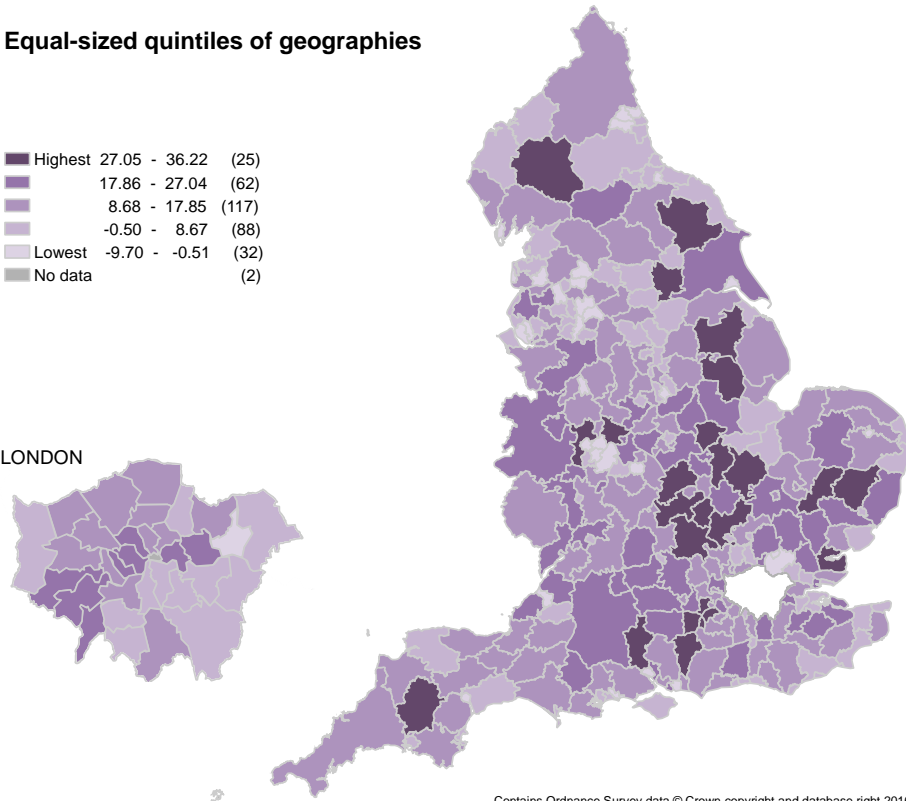 Equal-sized quintiles of geographies
Highest 27.05 - 36.22 (25)
17.86 - 27.04 (62)
8.68 - 17.85 (117)
-0.50 - 8.67 (88)
Lowest -9.70 - -0.51 (32)
No data (2)
LONDON
Contains Ordnance Survey data © Crown copyright and database right